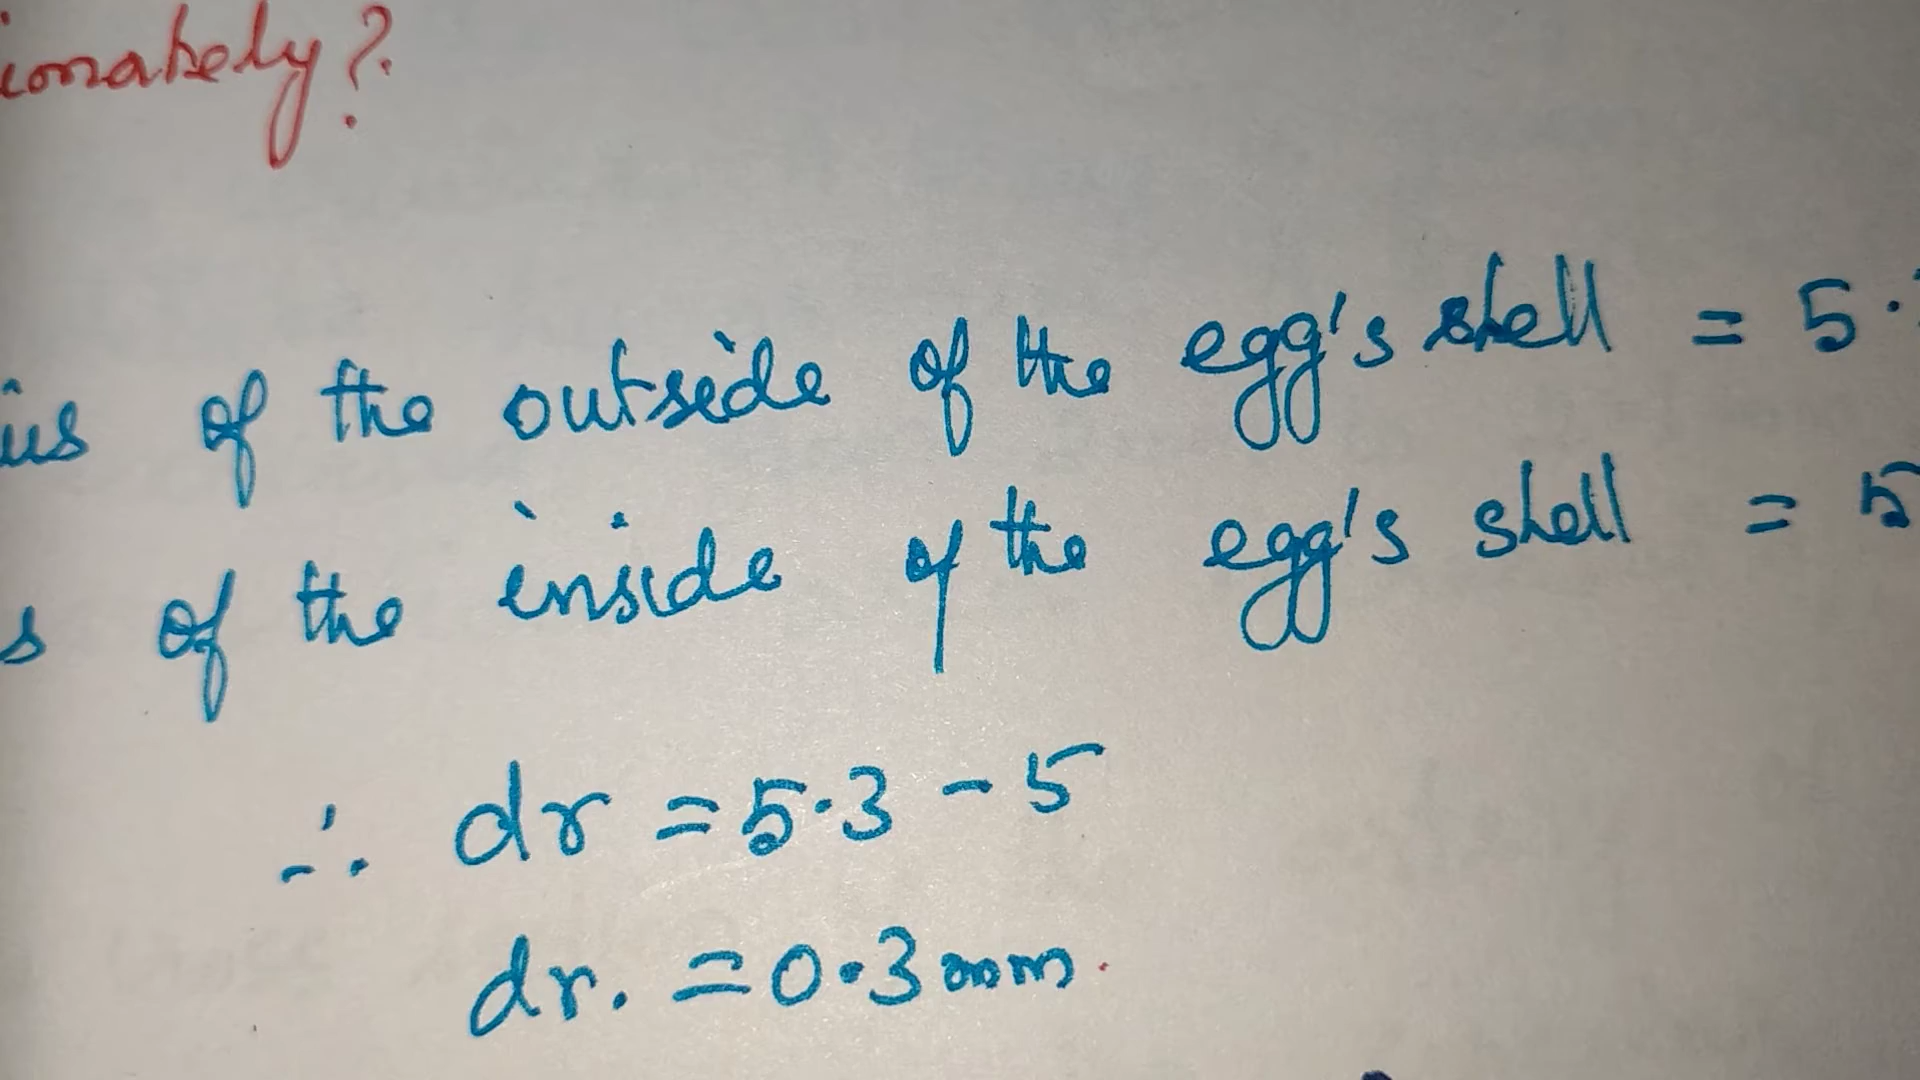 imately?
ius of the outside of the egg's shell = 5.
s of the inside of the egg's shell = 5
∴ dr = 5.3 - 5
dr. = 0.3 mm.